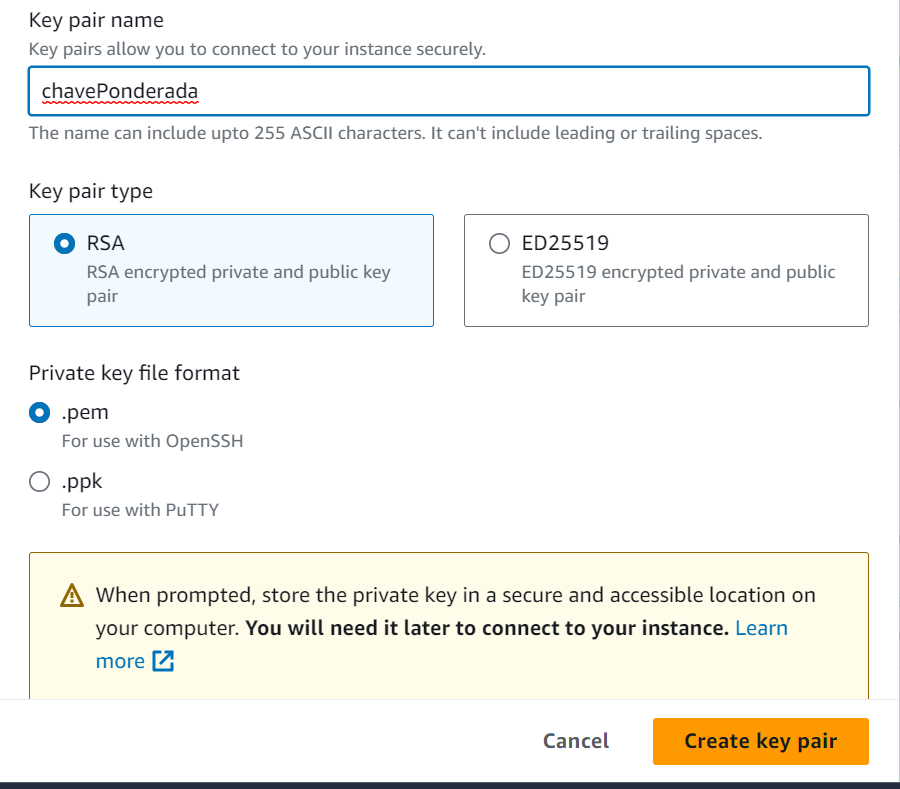 Key pair name
Key pairs allow you to connect to your instance securely.
chavePonderada
The name can include upto 255 ASCII characters. It can't include leading or trailing spaces.
Key pair type
RSA
RSA encrypted private and public key
pair
ED25519
ED25519 encrypted private and public
key pair
Private key file format
.pem
For use with OpenSSH
.ppk
For use with PuTTY
When prompted, store the private key in a secure and accessible location on
your computer. You will need it later to connect to your instance. Learn
more
Cancel
Create key pair